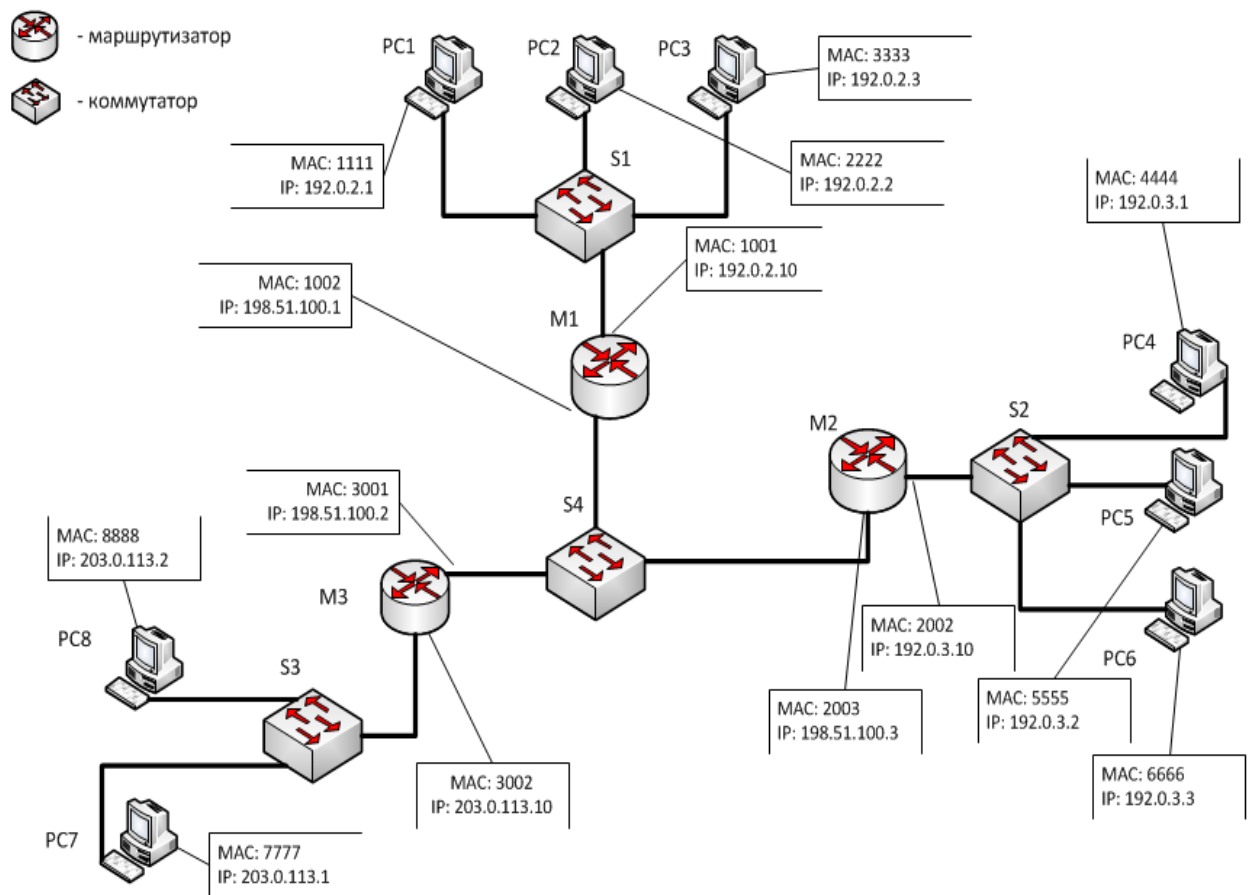 - маршрутизатор
- коммутатор
PC1
PC2
PC3
MAC: 3333
IP: 192.0.2.3
MAC: 1111
IP: 192.0.2.1
S1
MAC: 2222
IP: 192.0.2.2
MAC: 4444
IP: 192.0.3.1
MAC: 1001
IP: 192.0.2.10
MAC: 1002
IP: 198.51.100.1
M1
PC4
M2
S2
MAC: 3001
IP: 198.51.100.2
S4
PC5
MAC: 8888
IP: 203.0.113.2
M3
PC8
S3
MAC: 2002
IP: 192.0.3.10
PC6
MAC: 2003
IP: 198.51.100.3
MAC: 5555
IP: 192.0.3.2
MAC: 3002
IP: 203.0.113.10
MAC: 6666
IP: 192.0.3.3
PC7
MAC: 7777
IP: 203.0.113.1